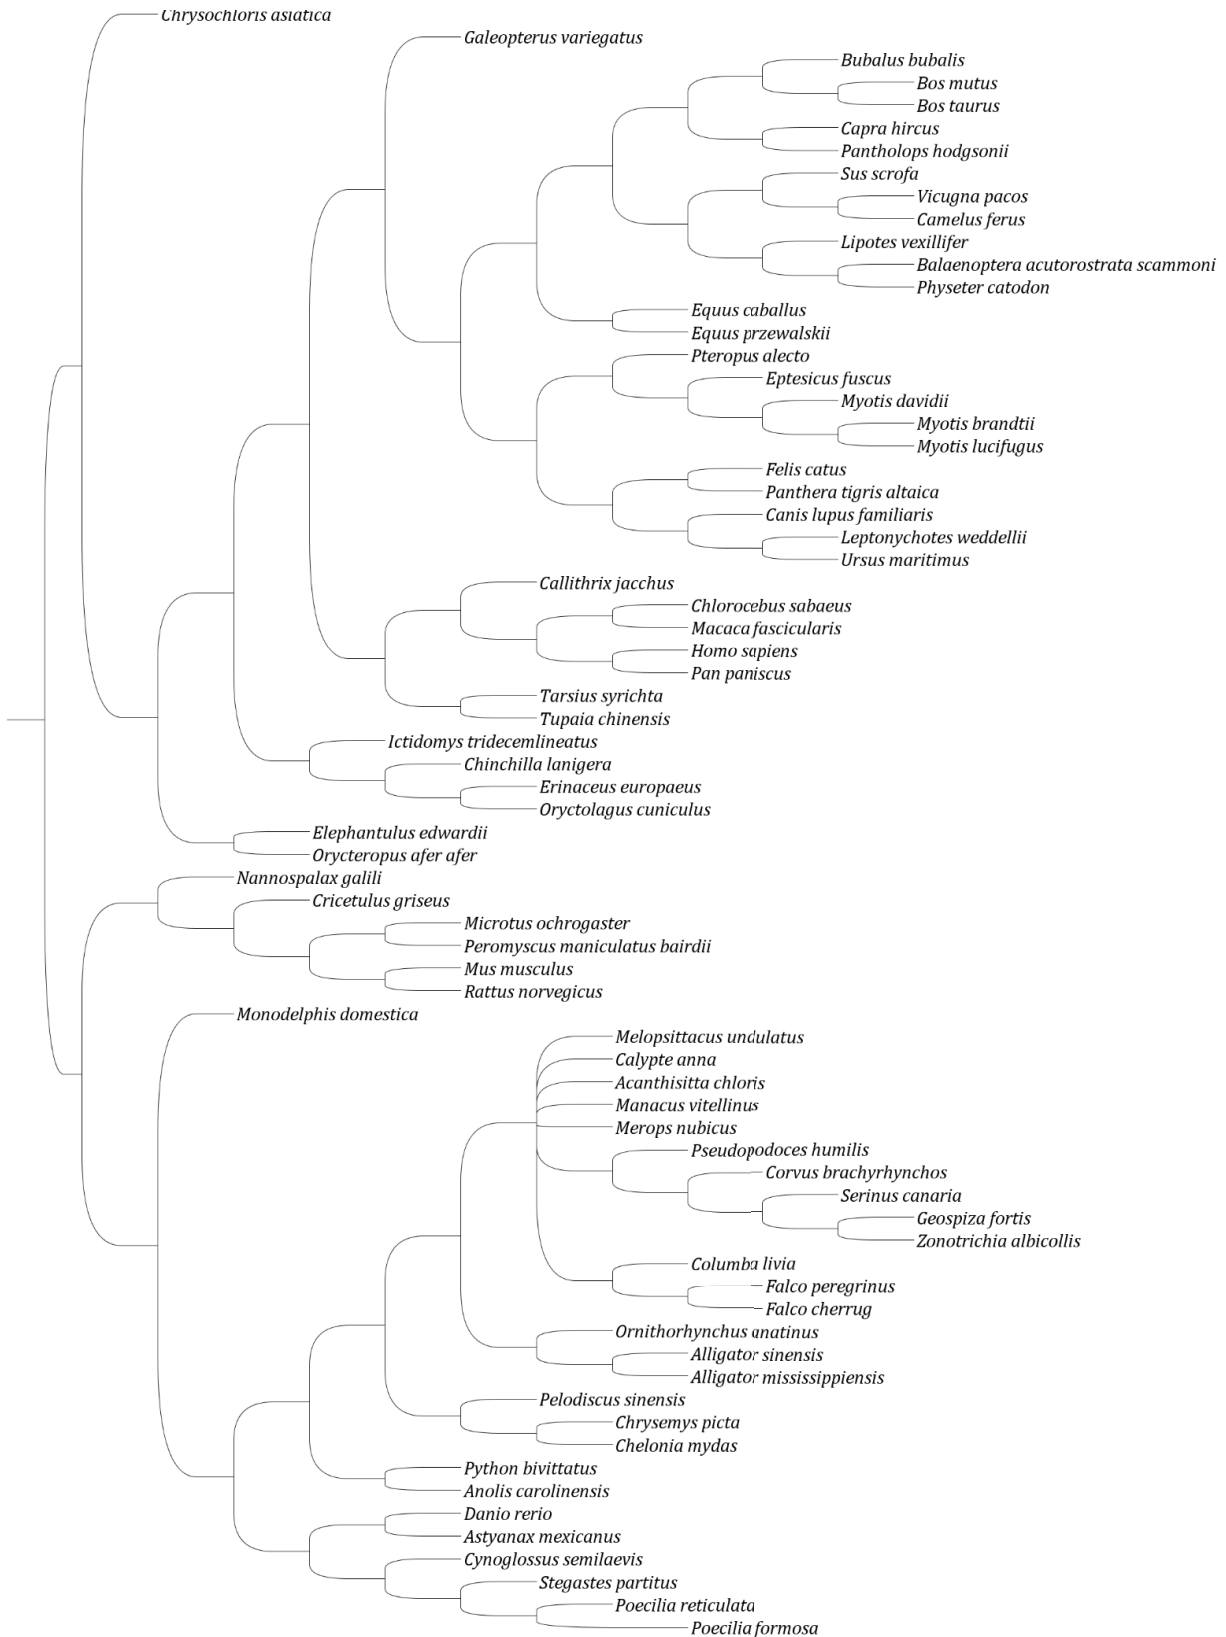 Chrysochloris asiatica
Galeopterus variegatus
Bubalus bubalis
Bos mutus
Bos taurus
Capra hircus
Pantholops hodgsonii
Sus scrofa
Vicugna pacos
Camelus ferus
Lipotes vexillifer
Balaenoptera acutorostrata scammoni
Physeter catodon
Equus caballus
Equus przewalskii
Pteropus alecto
Eptesicus fuscus
Myotis davidii
Myotis brandtii
Myotis lucifugus
Felis catus
Panthera tigris altaica
Canis lupus familiaris
Leptonychotes weddellii
Ursus maritimus
Callithrix jacchus
Chlorocebus sabaeus
Macaca fascicularis
Homo sapiens
Pan paniscus
Tarsius syrichta
Tupaia chinensis
Ictidomys tridecemlineatus
Chinchilla lanigera
Erinaceus europaeus
Oryctolagus cuniculus
Elephantulus edwardii
Orycteropus afer afer
Nannospalax galili
Cricetulus griseus
Microtus ochrogaster
Peromyscus maniculatus bairdii
Mus musculus
Rattus norvegicus
Monodelphis domestica
Melopsittacus undulatus
Calypte anna
Acanthisitta chloris
Manacus vitellinus
Merops nubicus
Pseudopodoces humilis
Corvus brachyrhynchos
Serinus canaria
Geospiza fortis
Zonotrichia albicollis
Columba livia
Falco peregrinus
Falco cherrug
Ornithorhynchus anatinus
Alligator sinensis
Alligator mississippiensis
Pelodiscus sinensis
Chrysemys picta
Chelonia mydas
Python bivittatus
Anolis carolinensis
Danio rerio
Astyanax mexicanus
Cynoglossus semilaevis
Stegastes partitus
Poecilia reticulata
Poecilia formosa